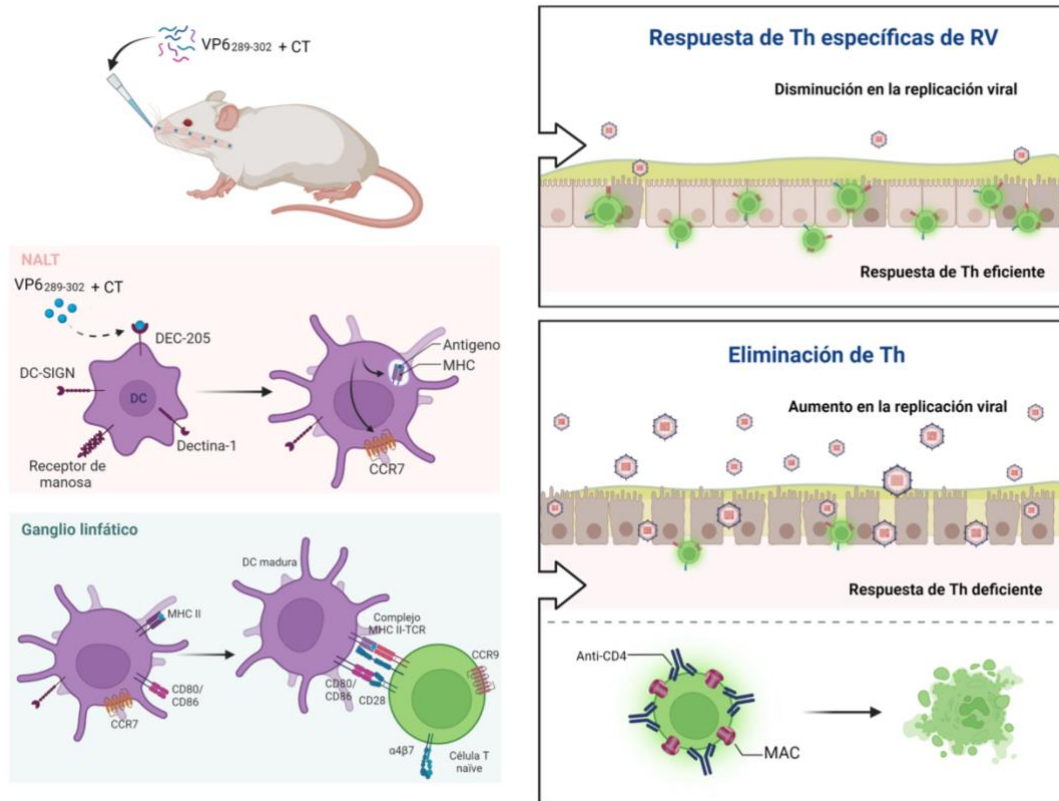 VP6289-302 + CT
NALT
VP6289-302 + CT
DEC-205
DC-SIGN
DC
Dectina-1
Receptor de
manosa
Antigeno
MHC
CCR7
Ganglio linfático
MHC II
CD80/
CD86
CCR7
DC madura
Complejo
MHC II-TCR
CCR9
CD80/
CD86
CD28
α4β7
Célula T
naïve
Respuesta de Th específicas de RV
Disminución en la replicación viral
Respuesta de Th eficiente
Eliminación de Th
Aumento en la replicación viral
Respuesta de Th deficiente
Anti-CD4
MAC